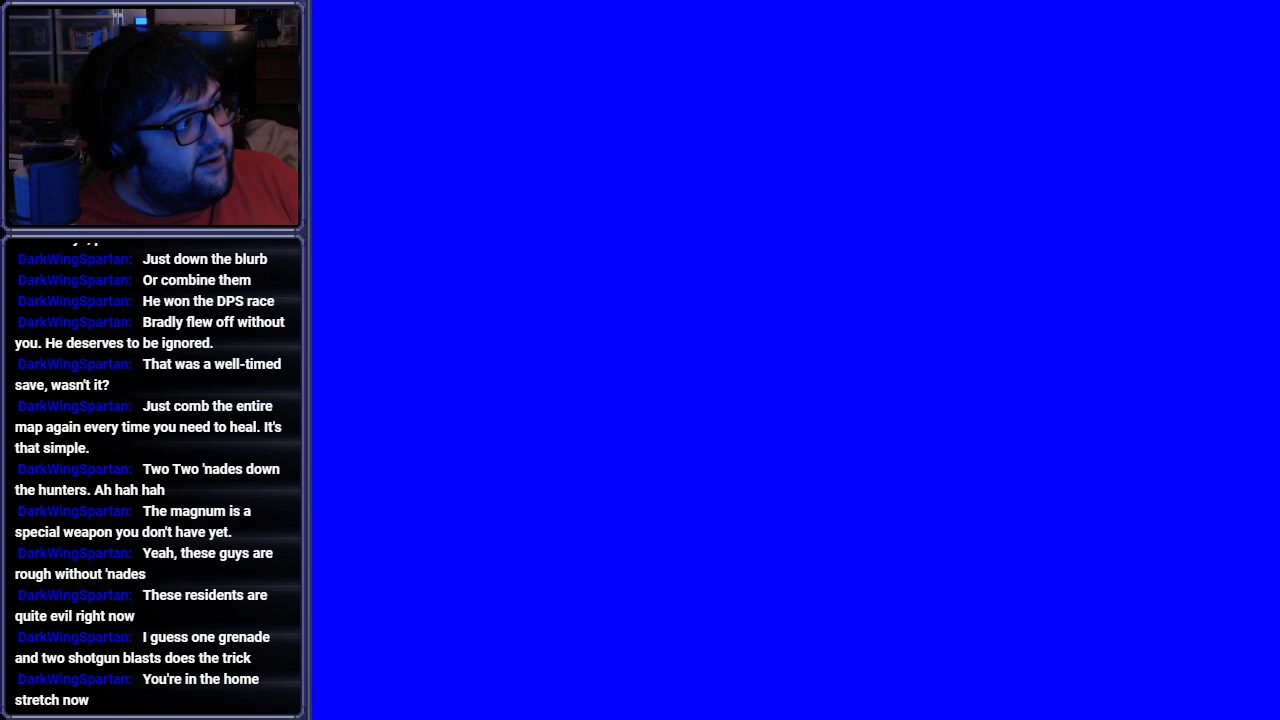 DarkWingSpartan: Just down the blurb
DarkWingSpartan: Or combine them
DarkWingSpartan: He won the DPS race
DarkWingSpartan: Bradly flew off without
you. He deserves to be ignored.
DarkWingSpartan: That was a well-timed
save, wasn't it?
DarkWingSpartan: Just comb the entire
map again every time you need to heal. It's
that simple.
DarkWingSpartan: Two Two 'nades down
the hunters. Ah hah hah
DarkWingSpartan: The magnum is a
special weapon you don't have yet.
DarkWingSpartan: Yeah, these guys are
rough without 'nades
DarkWingSpartan: These residents are
quite evil right now
DarkWingSpartan: I guess one grenade
and two shotgun blasts does the trick
DarkWingSpartan: You're in the home
stretch now